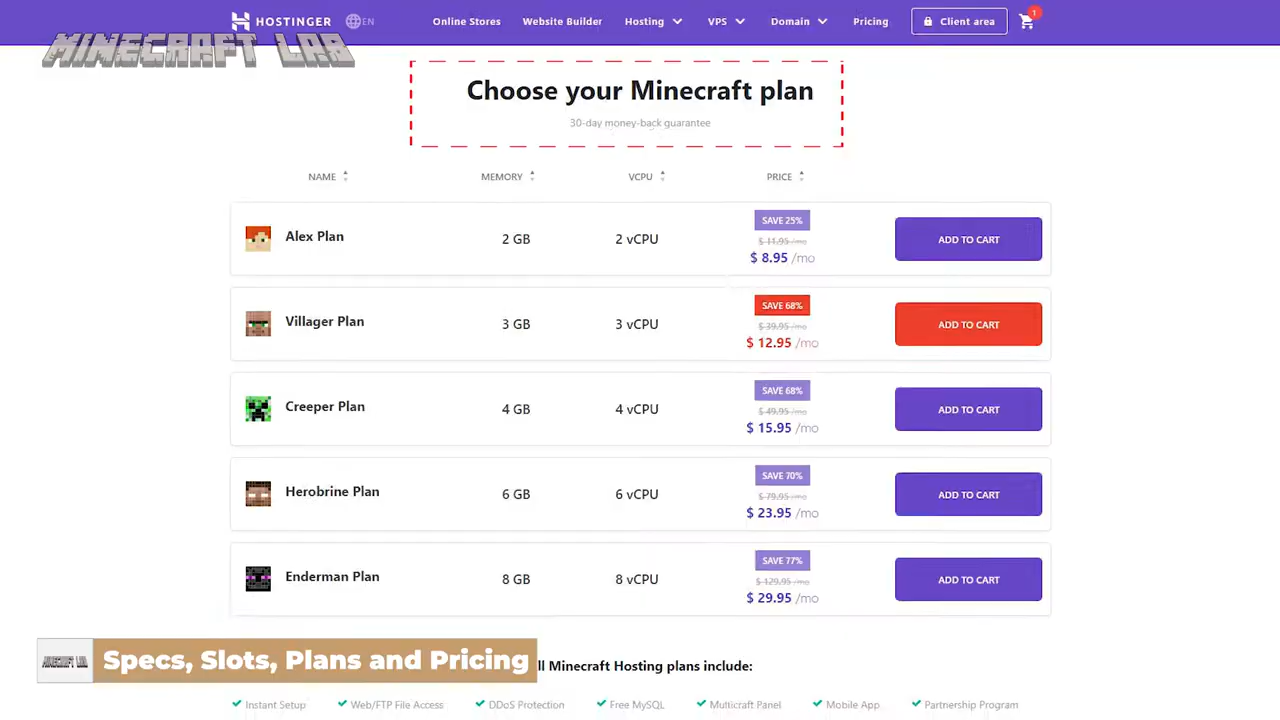 HOSTINGER
EN
Online Stores
Website Builder
Hosting
VPS
Domain
Pricing
Client area
1
MINECRAFT LAB
Choose your Minecraft plan
30-day money-back guarantee
NAME
MEMORY
VCPU
PRICE
Alex Plan
2 GB
2 vCPU
SAVE 25%
$ 11.95 /mo
$ 8.95 /mo
ADD TO CART
Villager Plan
3 GB
3 vCPU
SAVE 68%
$ 39.95 /mo
$ 12.95 /mo
ADD TO CART
Creeper Plan
4 GB
4 vCPU
SAVE 68%
$ 49.95 /mo
$ 15.95 /mo
ADD TO CART
Herobrine Plan
6 GB
6 vCPU
SAVE 70%
$ 79.95 /mo
$ 23.95 /mo
ADD TO CART
Enderman Plan
8 GB
8 vCPU
SAVE 77%
$ 129.95 /mo
$ 29.95 /mo
ADD TO CART
MINECRAFT LAB
Specs, Slots, Plans and Pricing
ll Minecraft Hosting plans include:
Instant Setup
Web/FTP File Access
DDoS Protection
Free MySQL
Multicraft Panel
Mobile App
Partnership Program